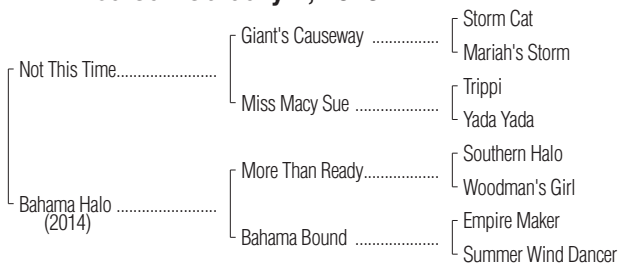 Giant's Causeway ..................
Storm Cat
Mariah's Storm
Not This Time.......................
Miss Macy Sue ...................
Trippi
Yada Yada
More Than Ready.................
Southern Halo
Woodman's Girl
Bahama Halo .......................
(2014)
Bahama Bound ...................
Empire Maker
Summer Wind Dancer